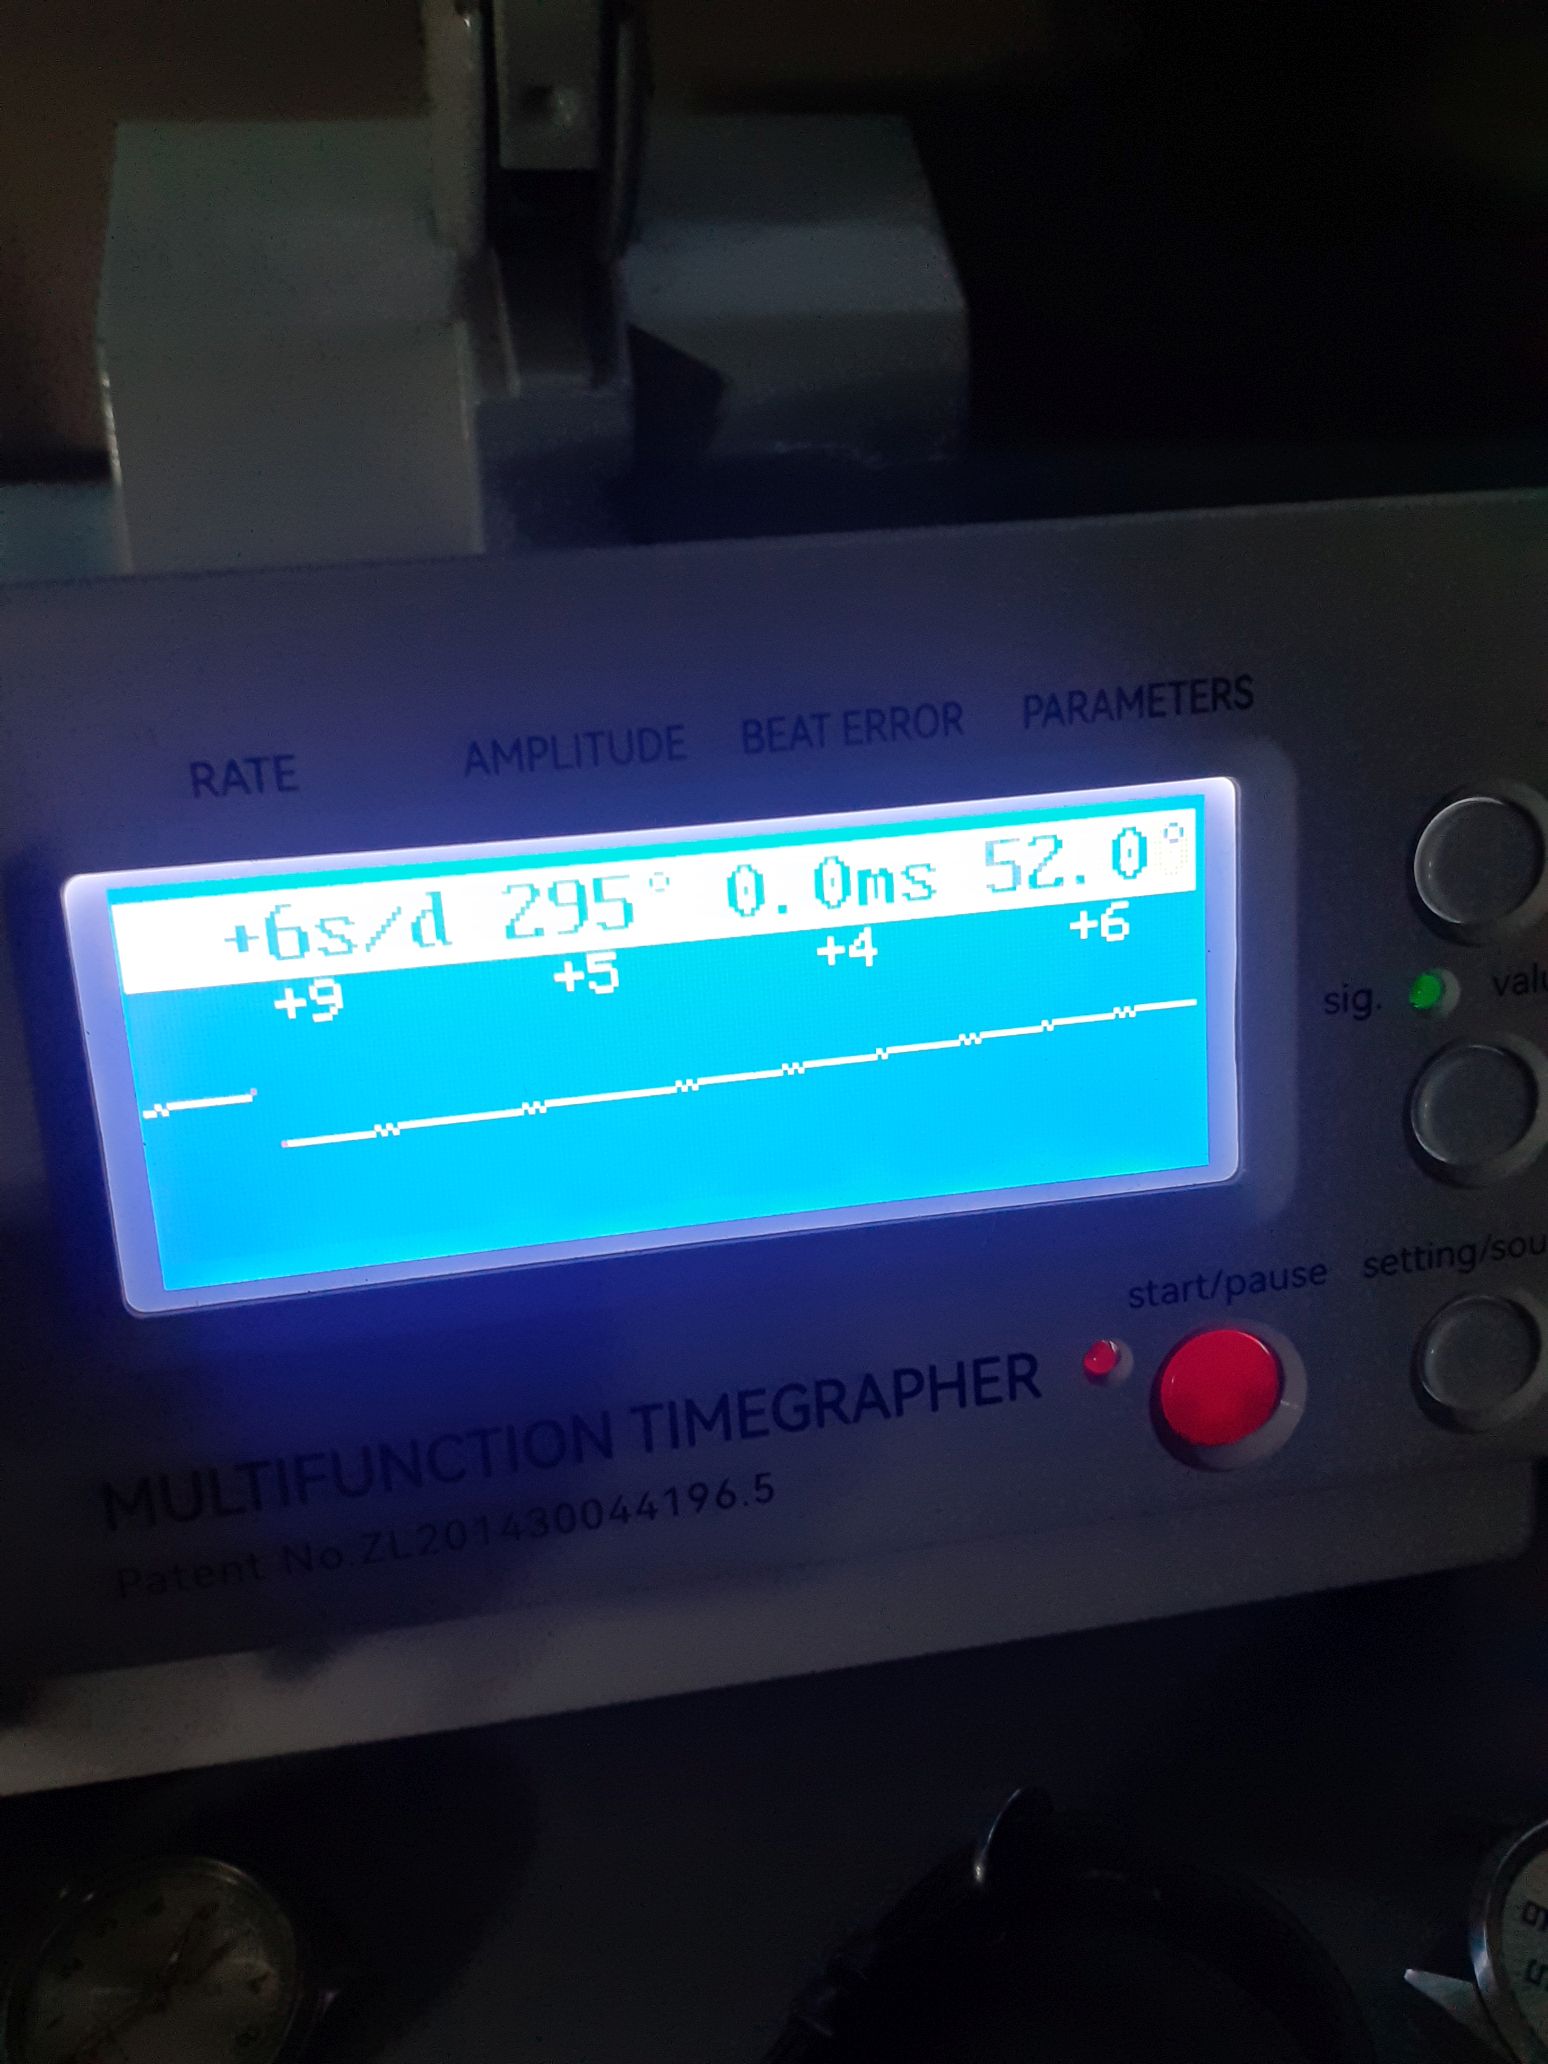 RATE AMPLITUDE BEAT ERROR PARAMETERS
+6s/d 295° 0.0ms 52.0°
+9 +5 +4 +6
sig.
start/pause
MULTIFUNCTION TIMEGRAPHER
Patent No.ZL201430044196.5